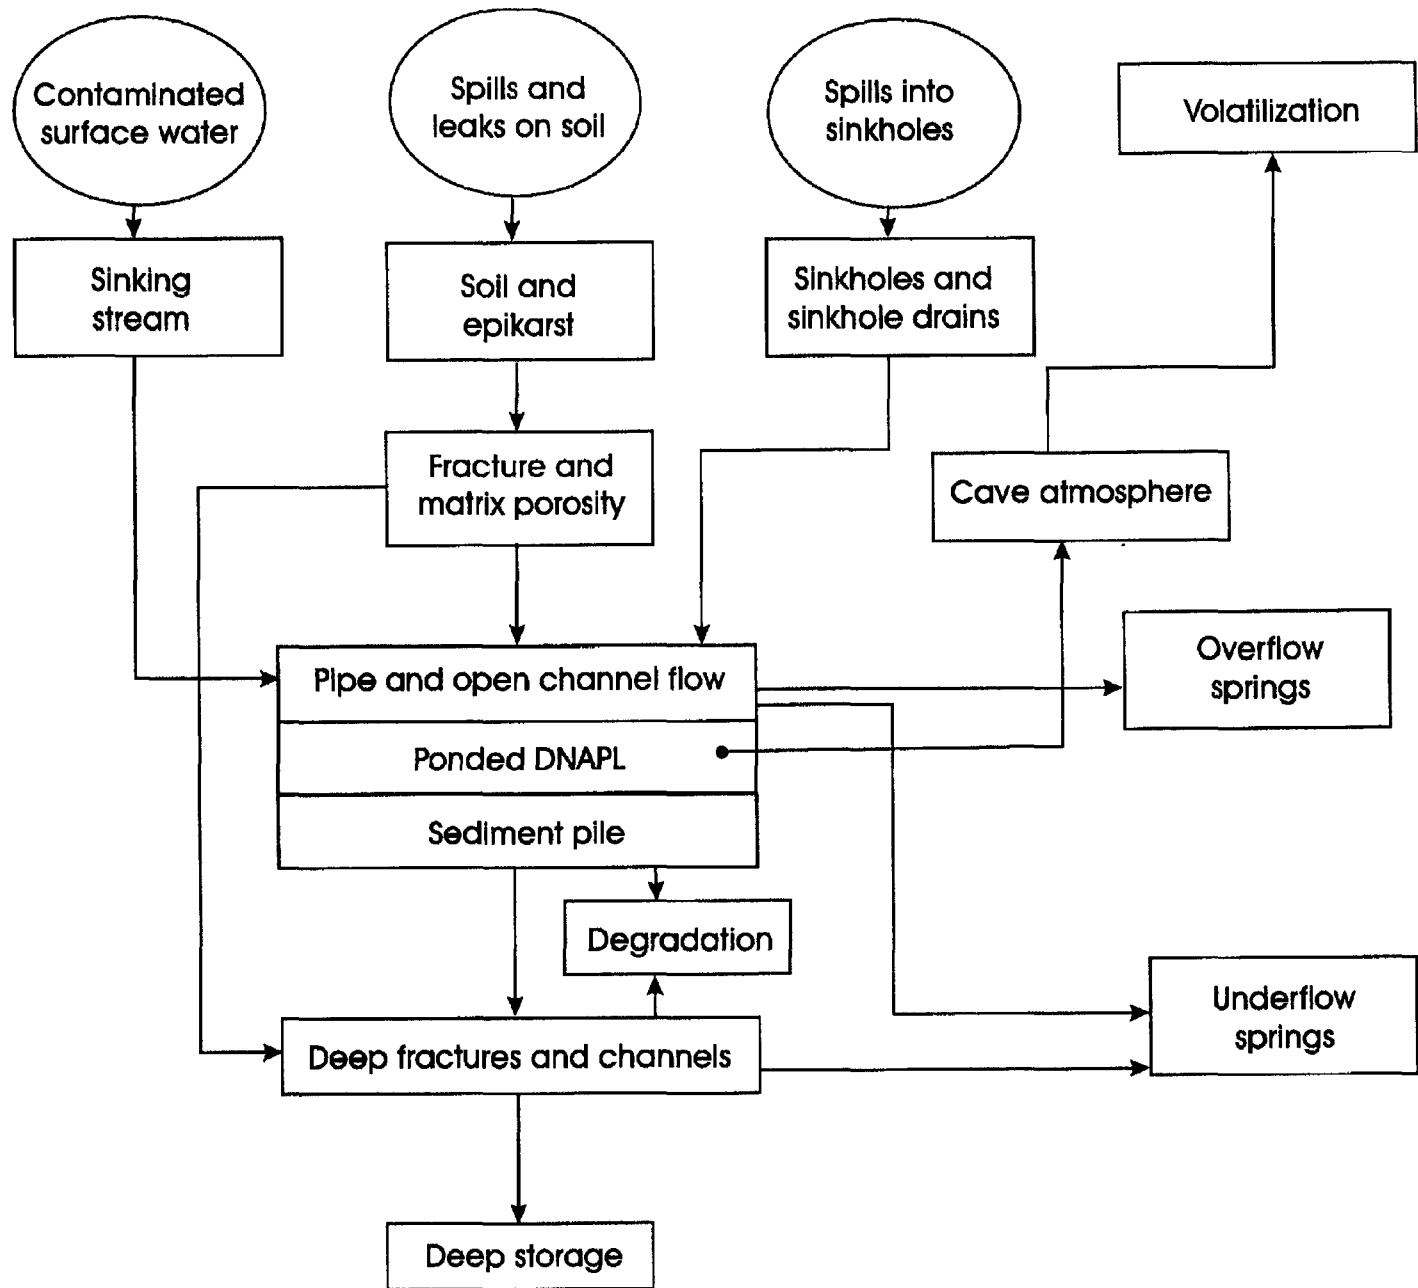 Contaminated
surface water
Spills and
leaks on soil
Spills into
sinkholes
Volatilization
Sinking
stream
Soil and
epikarst
Sinkholes and
sinkhole drains
Fracture and
matrix porosity
Cave atmosphere
Pipe and open channel flow
Overflow
springs
Ponded DNAPL
Sediment pile
Degradation
Underflow
springs
Deep fractures and channels
Deep storage